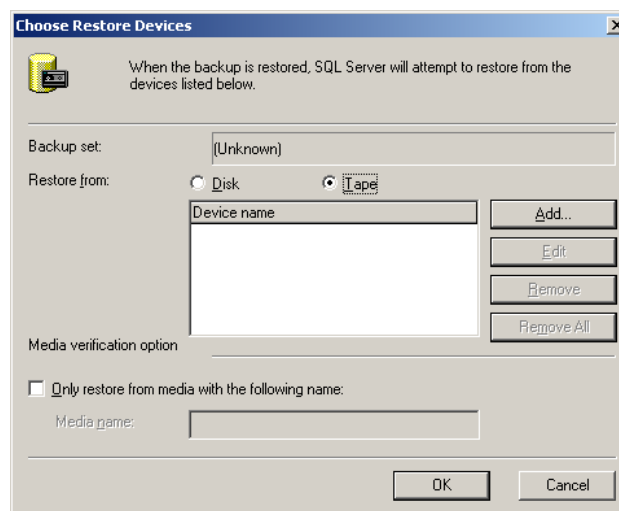 Choose Restore Devices
When the backup is restored, SQL Server will attempt to restore from the
devices listed below.
Backup set:
(Unknown)
Restore from:
Disk
Tape
Device name
Add...
Edit
Remove
Remove All
Media verification option
Only restore from media with the following name:
Media name:
OK
Cancel